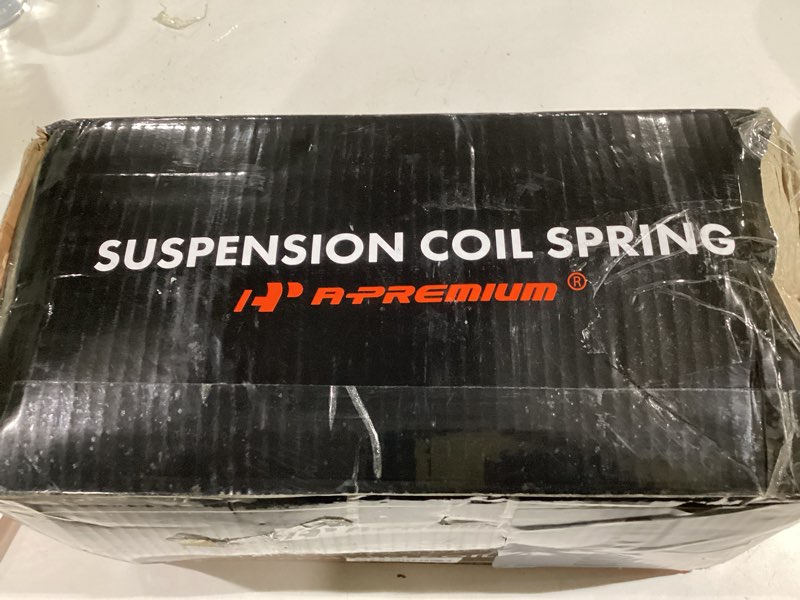 SUSPENSION COIL SPRING
A-PREMIUM®